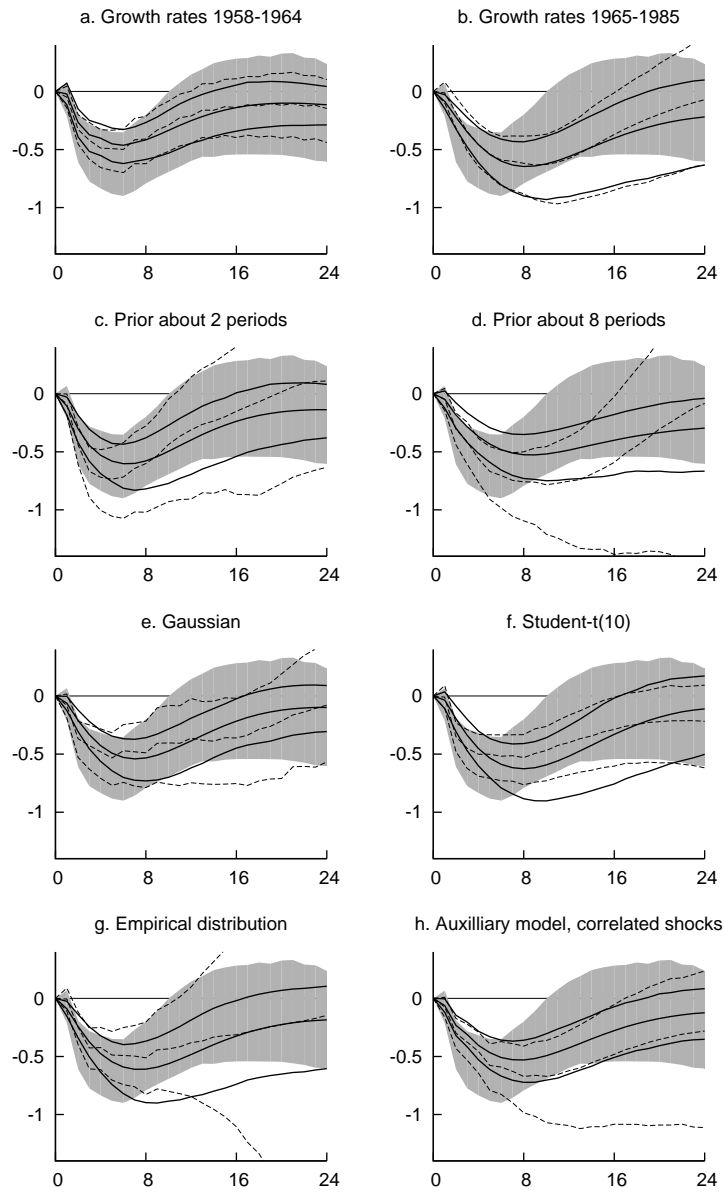 a. Growth rates 1958-1964
b. Growth rates 1965-1985
0
-0.5
-1
0 8 16 24
0
-0.5
-1
0 8 16 24
c. Prior about 2 periods
d. Prior about 8 periods
0
-0.5
-1
0 8 16 24
0
-0.5
-1
0 8 16 24
e. Gaussian
f. Student-t(10)
0
-0.5
-1
0 8 16 24
0
-0.5
-1
0 8 16 24
g. Empirical distribution
h. Auxilliary model, correlated shocks
0
-0.5
-1
0 8 16 24
0
-0.5
-1
0 8 16 24